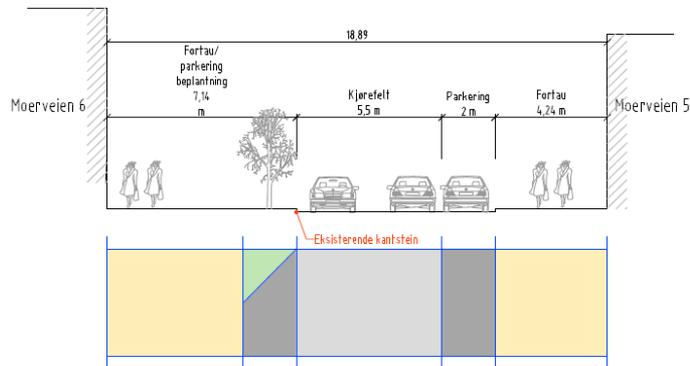 18,89
Fortau/
parkering
beplantning
7,14
m
Kjørefelt
5,5 m
Parkering
2 m
Fortau
4,24 m
Moerveien 6
Moerveien 5
Eksisterende kantstein